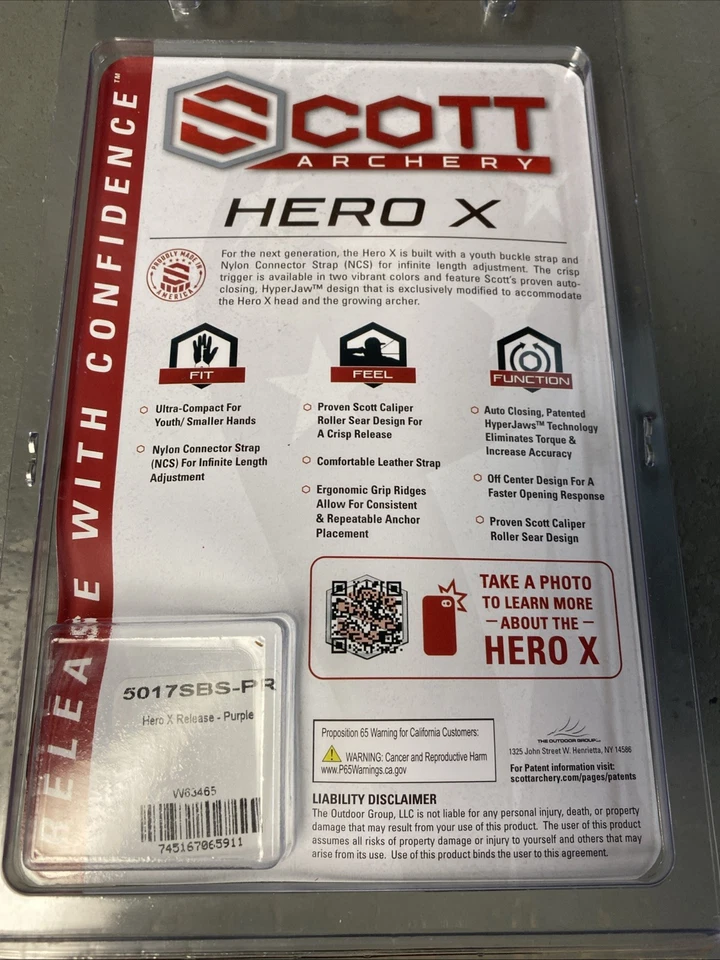 RELEASE WITH CONFIDENCE™
SCOTT
ARCHERY
HERO X
PROUDLY MADE IN
AMERICA
For the next generation, the Hero X is built with a youth buckle strap and
Nylon Connector Strap (NCS) for infinite length adjustment. The crisp
trigger is available in two vibrant colors and feature Scott's proven auto-
closing, HyperJaw™ design that is exclusively modified to accommodate
the Hero X head and the growing archer.
FIT
Ultra-Compact For
Youth/ Smaller Hands
Nylon Connector Strap
(NCS) For Infinite Length
Adjustment
FEEL
Proven Scott Caliper
Roller Sear Design For
A Crisp Release
Comfortable Leather Strap
Ergonomic Grip Ridges
Allow For Consistent
& Repeatable Anchor
Placement
FUNCTION
Auto Closing, Patented
HyperJaws™ Technology
Eliminates Torque &
Increase Accuracy
Off Center Design For A
Faster Opening Response
Proven Scott Caliper
Roller Sear Design
TAKE A PHOTO
TO LEARN MORE
— ABOUT THE —
HERO X
5017SBS-PR
Hero X Release - Purple
W63465
745167065911
Proposition 65 Warning for California Customers:
WARNING: Cancer and Reproductive Harm
www.P65Warnings.ca.gov
THE OUTDOOR GROUP
1325 John Street W. Henrietta, NY 14586
For Patent information visit:
scottarchery.com/pages/patents
LIABILITY DISCLAIMER
The Outdoor Group, LLC is not liable for any personal injury, death, or property
damage that may result from your use of this product. The user of this product
assumes all risks of property damage or injury to yourself and others that may
arise from its use. Use of this product binds the user to this agreement.